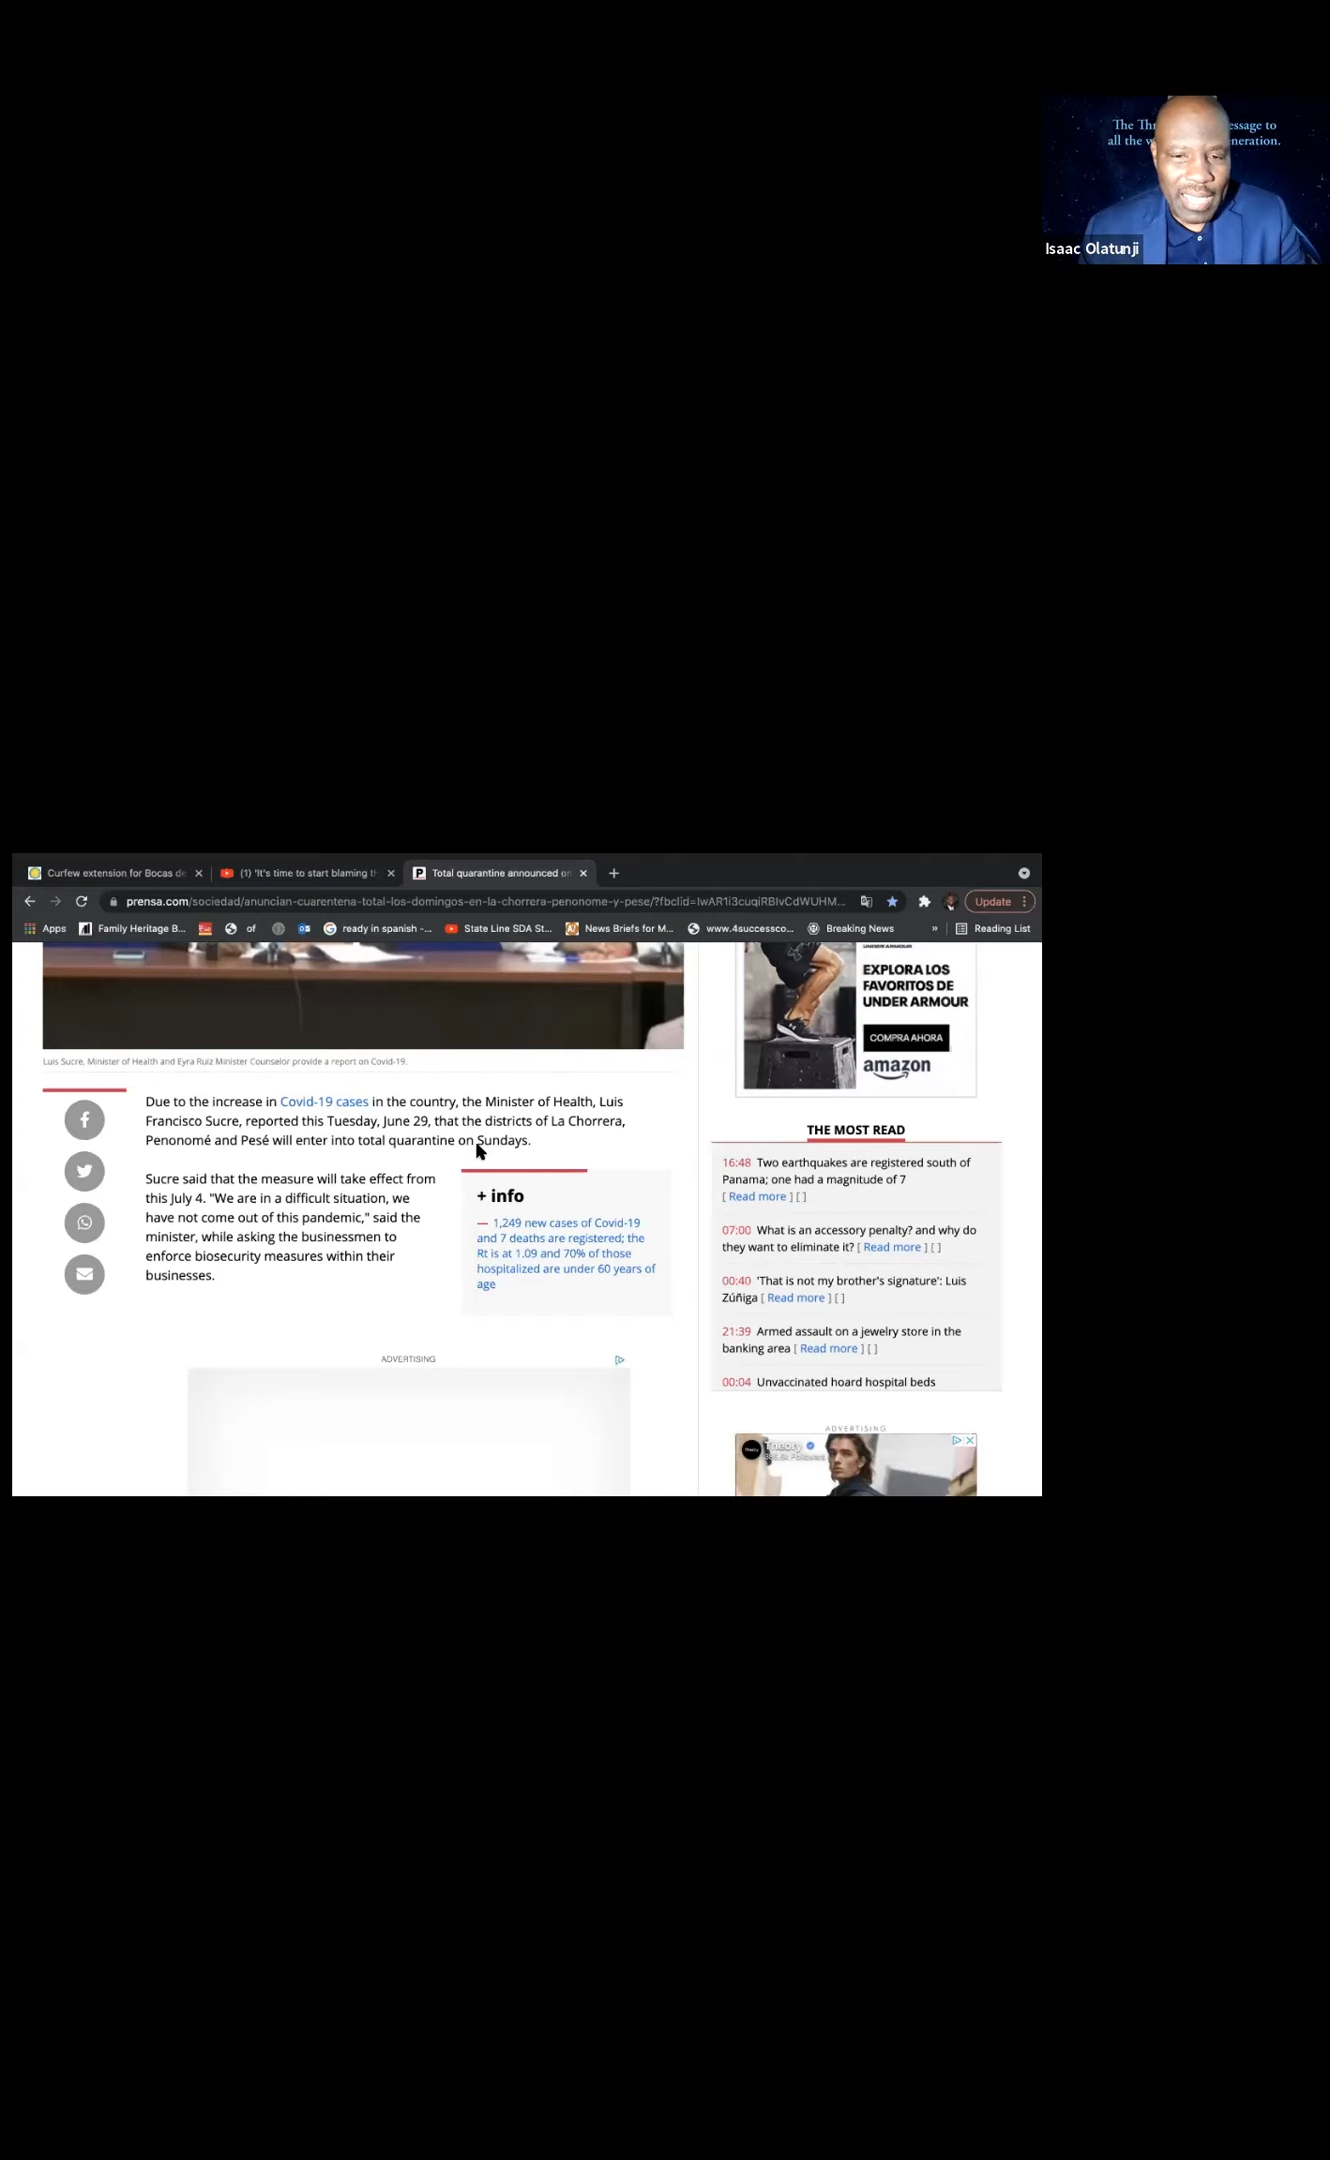 The Thr
essage to
all the w
neration.
Isaac Olatunji
Curfew extension for Bocas de
(1) 'It's time to start blaming t
Total quarantine announced on
prensa.com/sociedad/anuncian-cuarentena-total-los-domingos-en-la-chorrera-penonome-y-pese/?fbclid=IwAR1i3cuqiRBIvCdWUHM...
Update
Apps
Family Heritage B...
of
ready in spanish -...
State Line SDA St...
News Briefs for M...
www.4successco...
Breaking News
»
Reading List
EXPLORA LOS
FAVORITOS DE
UNDER ARMOUR
COMPRA AHORA
amazon
Luis Sucre, Minister of Health and Eyra Ruiz Minister Counselor provide a report on Covid-19.
Due to the increase in Covid-19 cases in the country, the Minister of Health, Luis
Francisco Sucre, reported this Tuesday, June 29, that the districts of La Chorrera,
Penonomé and Pesé will enter into total quarantine on Sundays.
Sucre said that the measure will take effect from
this July 4. "We are in a difficult situation, we
have not come out of this pandemic," said the
minister, while asking the businessmen to
enforce biosecurity measures within their
businesses.
+ info
— 1,249 new cases of Covid-19
and 7 deaths are registered; the
Rt is at 1.09 and 70% of those
hospitalized are under 60 years of
age
ADVERTISING
THE MOST READ
16:48 Two earthquakes are registered south of
Panama; one had a magnitude of 7
[ Read more ] [ ]
07:00 What is an accessory penalty? and why do
they want to eliminate it? [ Read more ] [ ]
00:40 'That is not my brother's signature': Luis
Zúñiga [ Read more ] [ ]
21:39 Armed assault on a jewelry store in the
banking area [ Read more ] [ ]
00:04 Unvaccinated hoard hospital beds
ADVERTISING
Theory
Followers